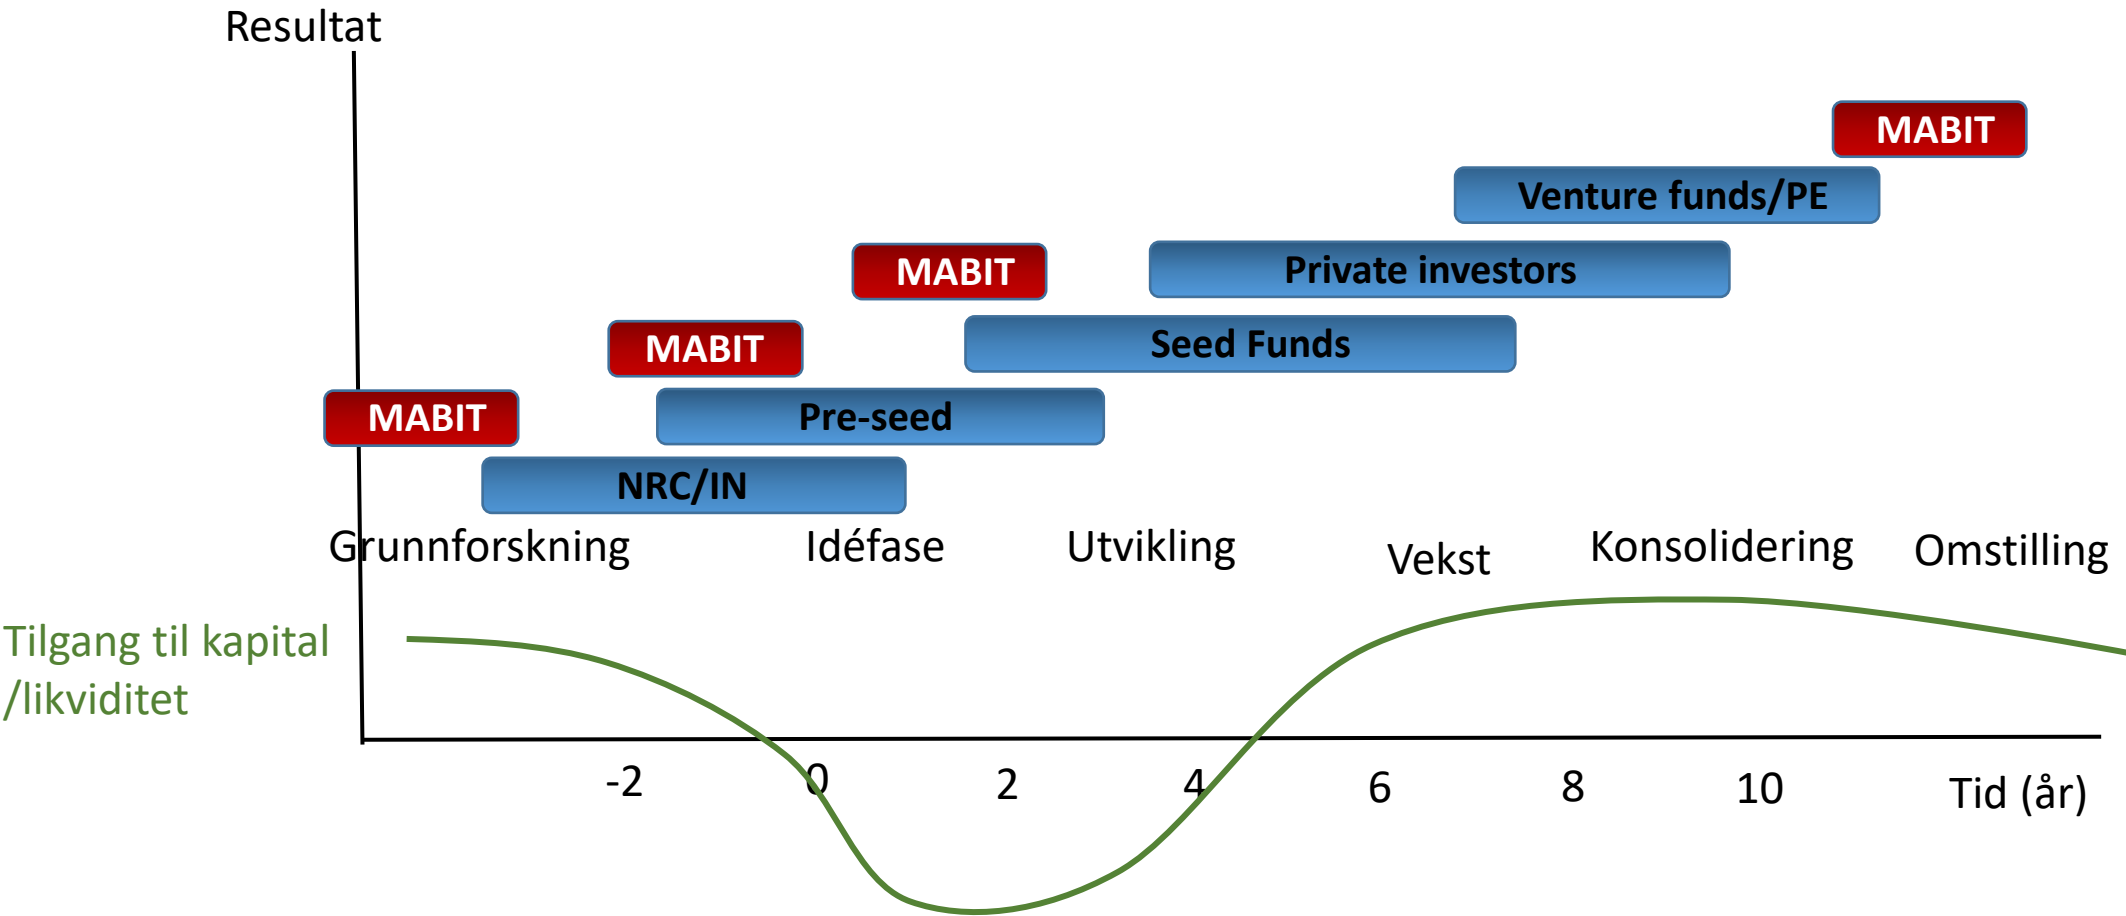 Resultat
MABIT
Venture funds/PE
MABIT
Private investors
MABIT
Seed Funds
MABIT
Pre-seed
NRC/IN
Grunnforskning
Idéfase
Utvikling
Vekst
Konsolidering
Omstilling
Tilgang til kapital
/likviditet
-2
0
2
4
6
8
10
Tid (år)